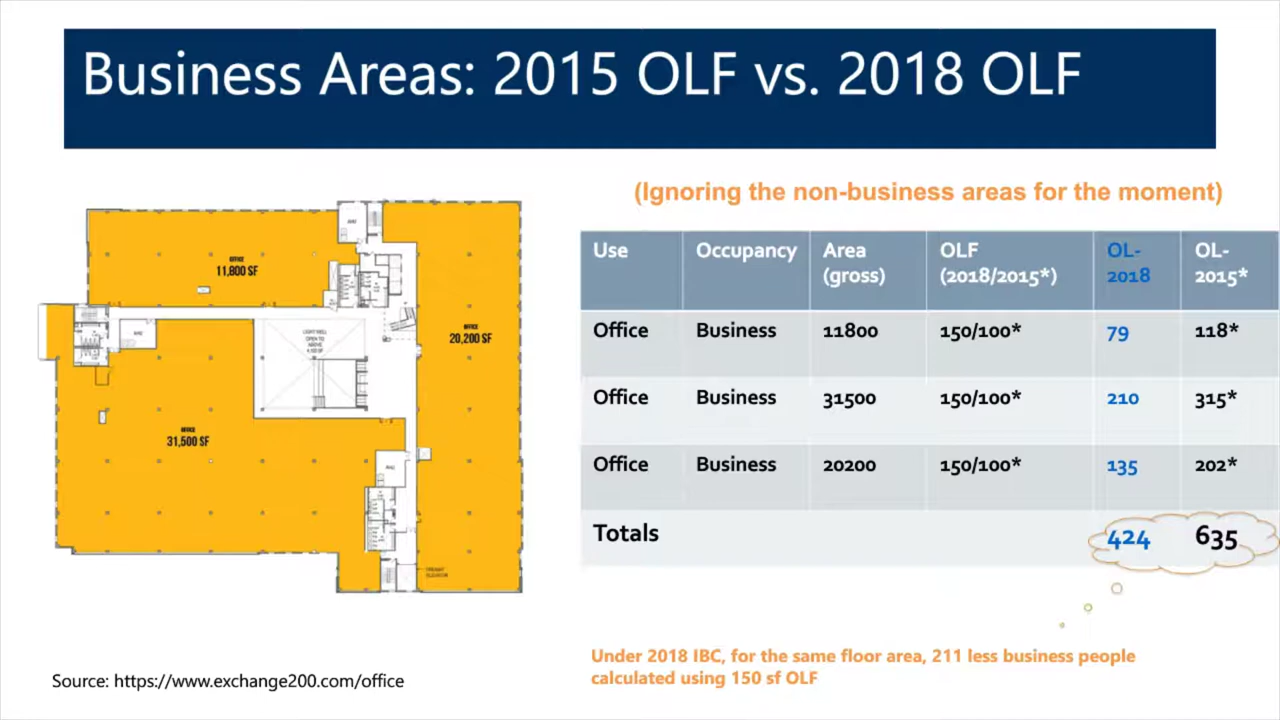 Business Areas: 2015 OLF vs. 2018 OLF
(Ignoring the non-business areas for the moment)
OFFICE
11,800 SF
OFFICE
20,200 SF
LIGHT WELL
OPEN TO
OFFICE
31,500 SF
FREIGHT
ELEVATOR
Use Occupancy Area (gross) OLF (2018/2015*) OL-2018 OL-2015*
Office Business 11800 150/100* 79 118*
Office Business 31500 150/100* 210 315*
Office Business 20200 150/100* 135 202*
Totals 424 635
Under 2018 IBC, for the same floor area, 211 less business people
calculated using 150 sf OLF
Source: https://www.exchange200.com/office